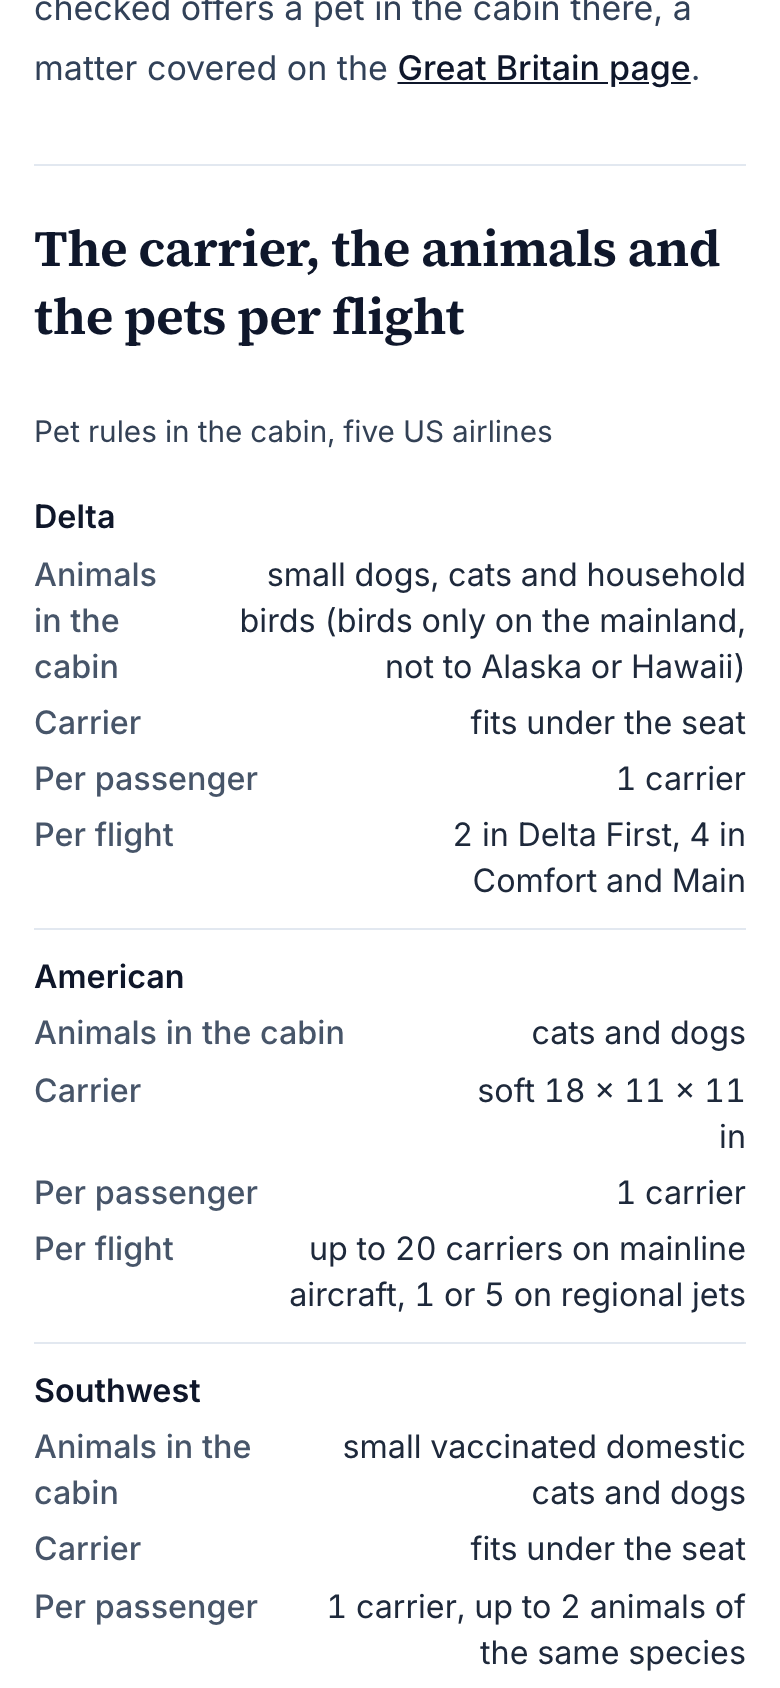 checked offers a pet in the cabin there, a
matter covered on the Great Britain page.
The carrier, the animals and
the pets per flight
Pet rules in the cabin, five US airlines
Delta
Animals in the cabin
small dogs, cats and household
birds (birds only on the mainland,
not to Alaska or Hawaii)
Carrier fits under the seat
Per passenger 1 carrier
Per flight 2 in Delta First, 4 in
Comfort and Main
American
Animals in the cabin cats and dogs
Carrier soft 18 × 11 × 11
in
Per passenger 1 carrier
Per flight up to 20 carriers on mainline
aircraft, 1 or 5 on regional jets
Southwest
Animals in the cabin
small vaccinated domestic
cats and dogs
Carrier fits under the seat
Per passenger 1 carrier, up to 2 animals of
the same species